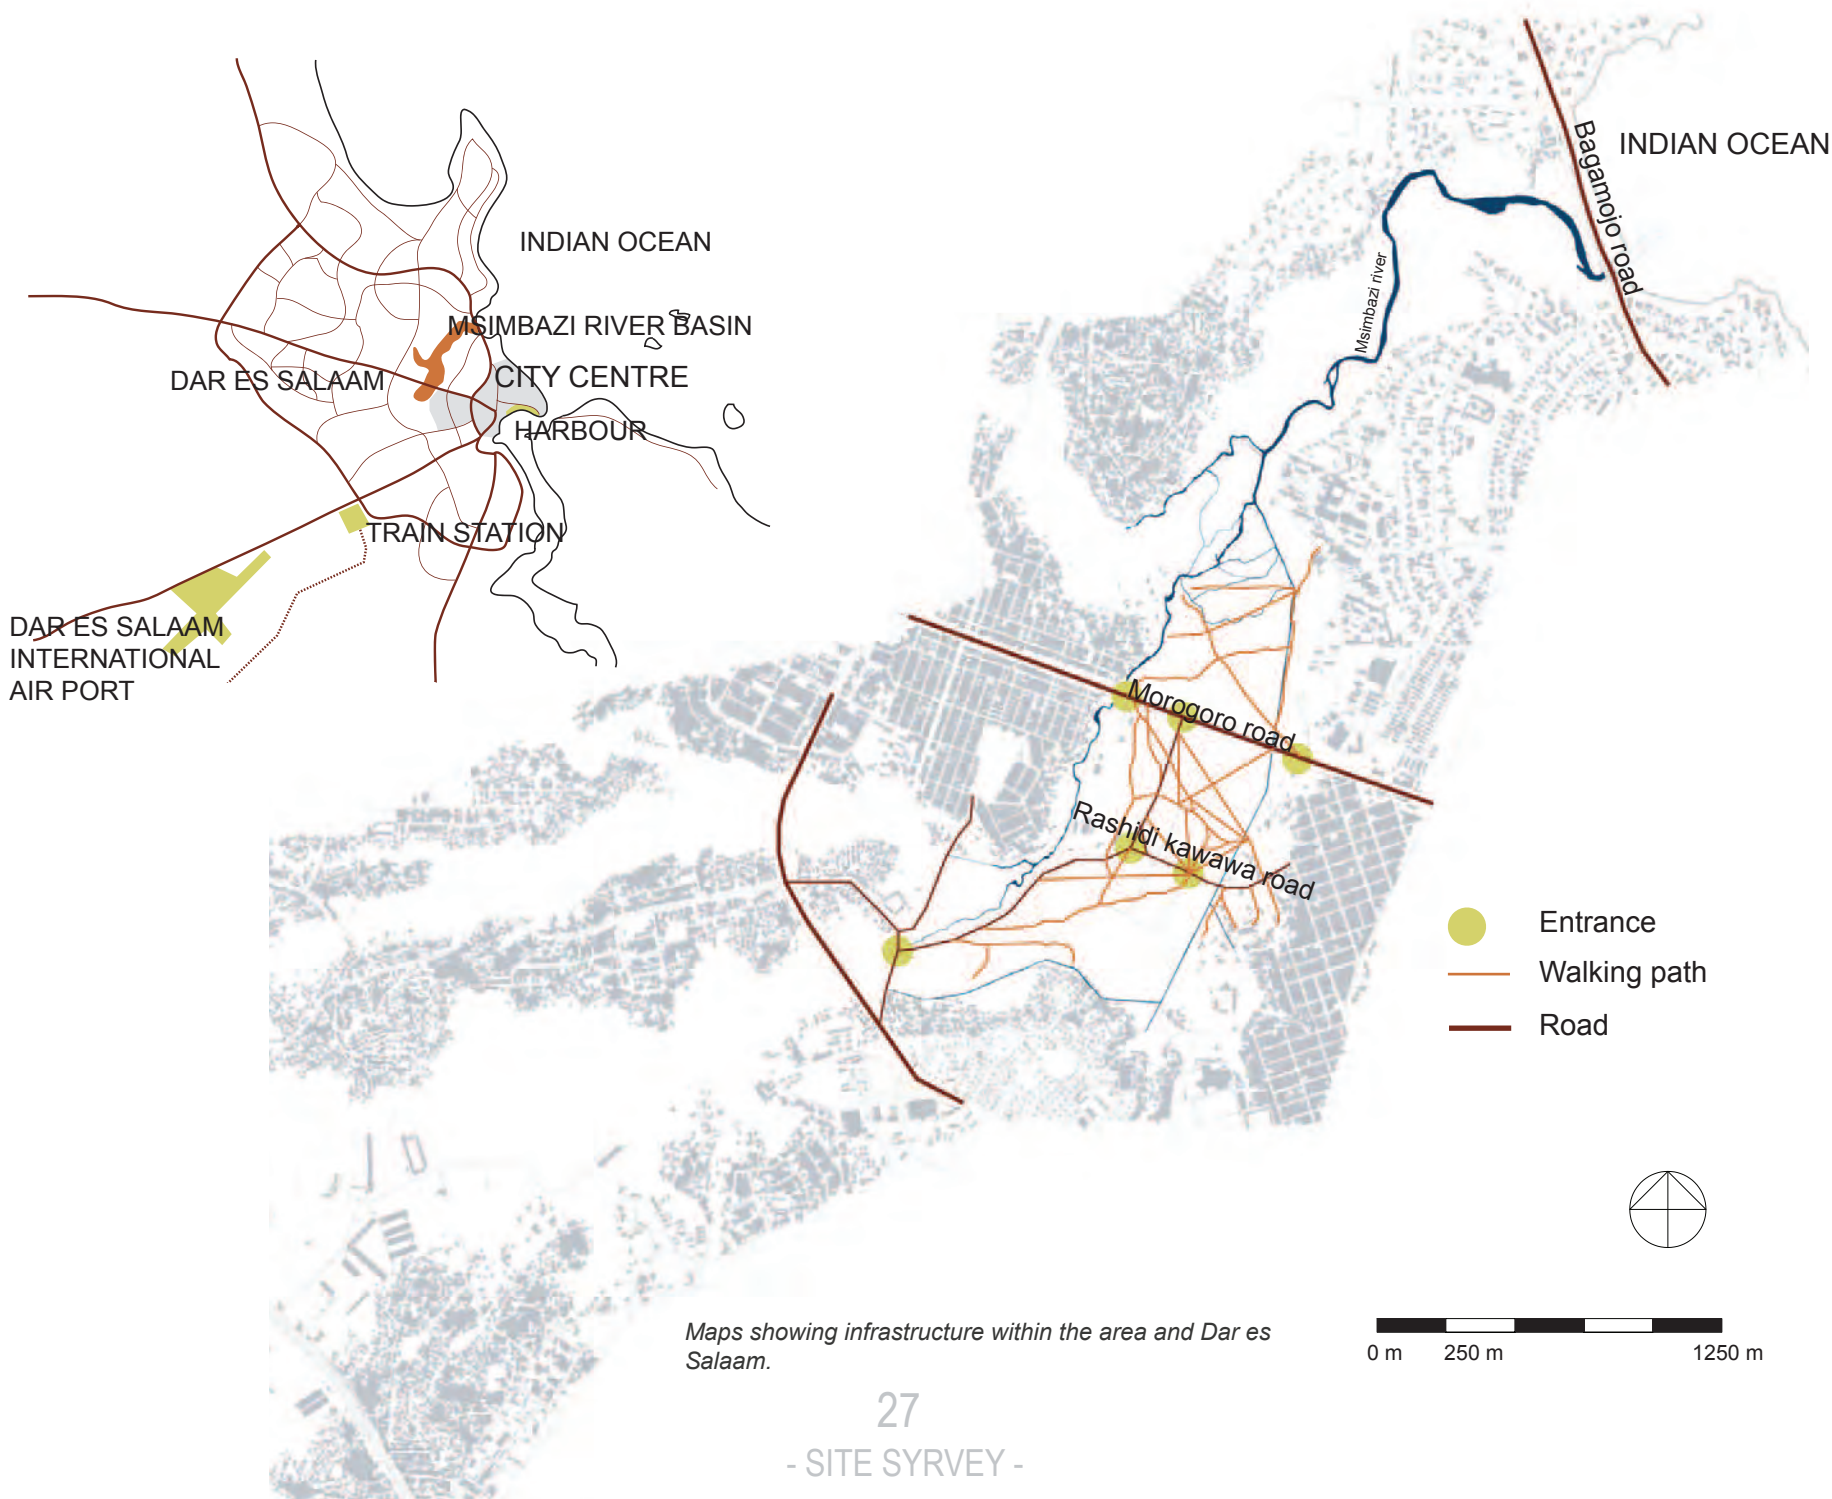 INDIAN OCEAN
MSIMBAZI RIVER BASIN
DAR ES SALAAM
CITY CENTRE
HARBOUR
TRAIN STATION
DAR ES SALAAM
INTERNATIONAL
AIR PORT
INDIAN OCEAN
Bagamojo road
Msimbazi river
Morogoro road
Rashidi kawawa road
Entrance
Walking path
Road
0 m 250 m 1250 m
Maps showing infrastructure within the area and Dar es
Salaam.
27
- SITE SYRVEY -